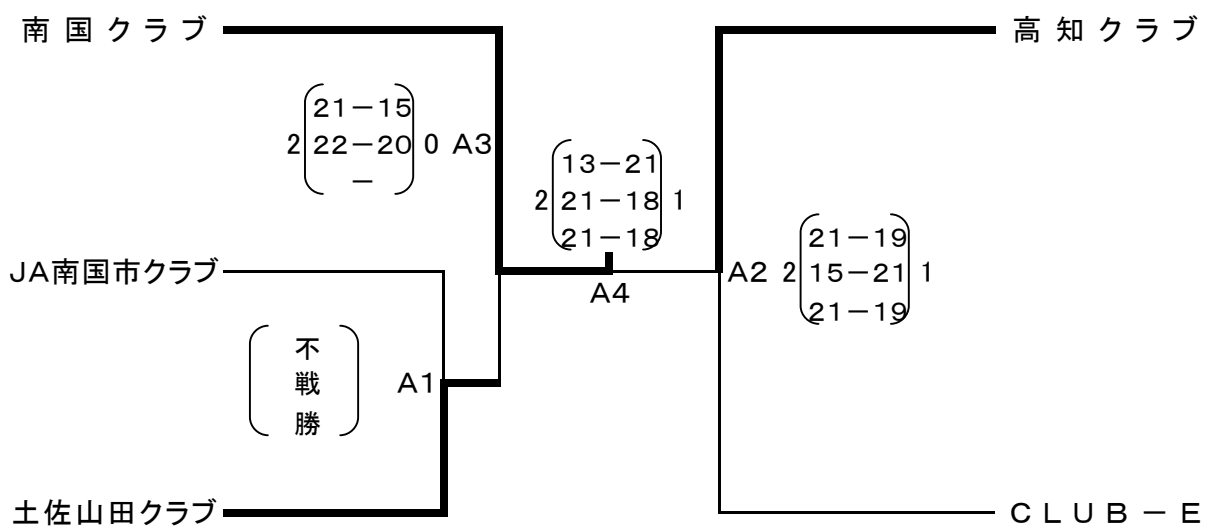 南国クラブ
高知クラブ
21－15
2 22－20 0 A3
－
13－21
2 21－18 1
21－18
21－19
A2 2 15－21 1
21－19
JA南国市クラブ
A4
不
戦
勝
A1
土佐山田クラブ
CLUB－E